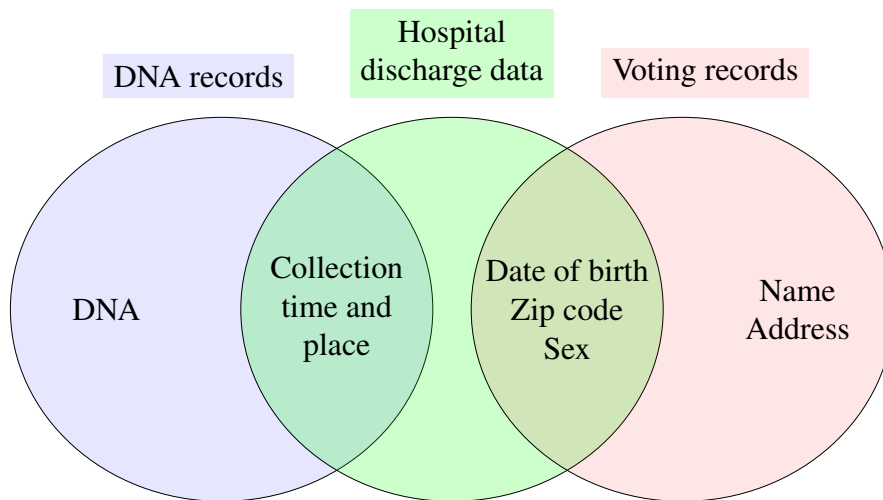 DNA records
Hospital
discharge data
Voting records
DNA
Collection
time and
place
Date of birth
Zip code
Sex
Name
Address